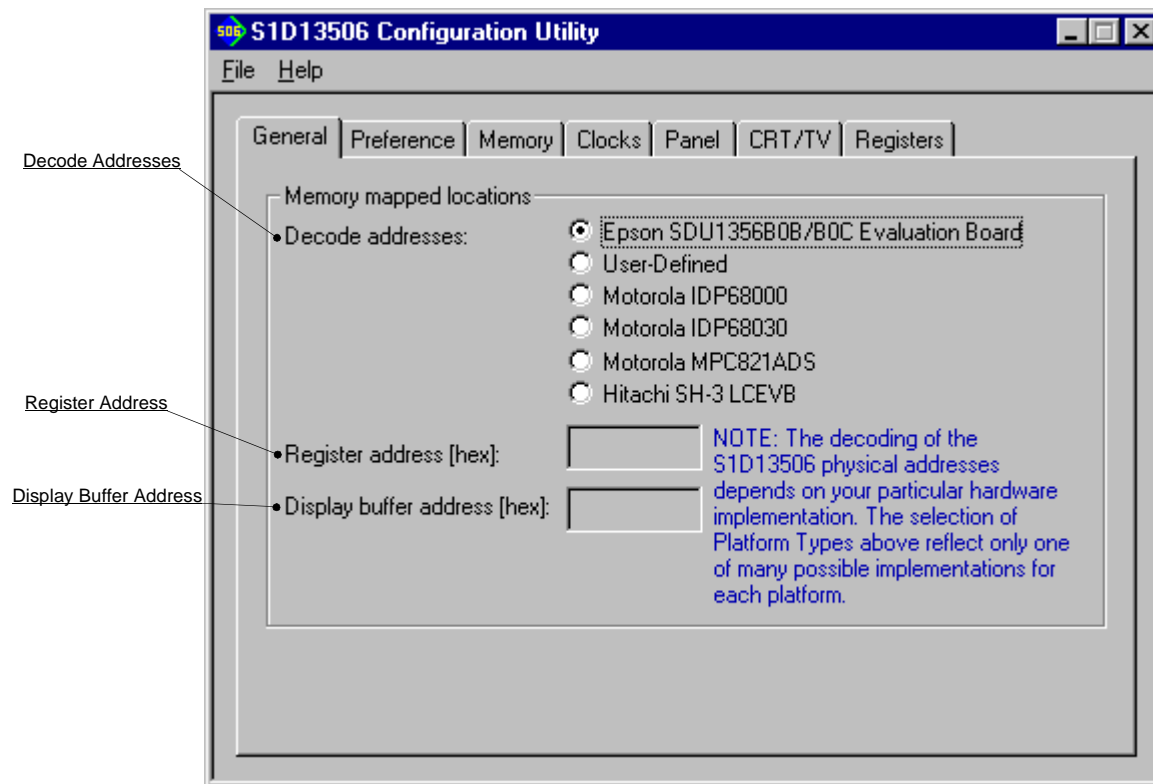 506 S1D13506 Configuration Utility
File Help
General Preference Memory Clocks Panel CRT/TV Registers
Decode Addresses
Memory mapped locations
Decode addresses:
Epson SDU1356B0B/B0C Evaluation Board
User-Defined
Motorola IDP68000
Motorola IDP68030
Motorola MPC821ADS
Hitachi SH-3 LCEVB
Register Address
Register address [hex]:
Display Buffer Address
Display buffer address [hex]:
NOTE: The decoding of the
S1D13506 physical addresses
depends on your particular hardware
implementation. The selection of
Platform Types above reflect only one
of many possible implementations for
each platform.